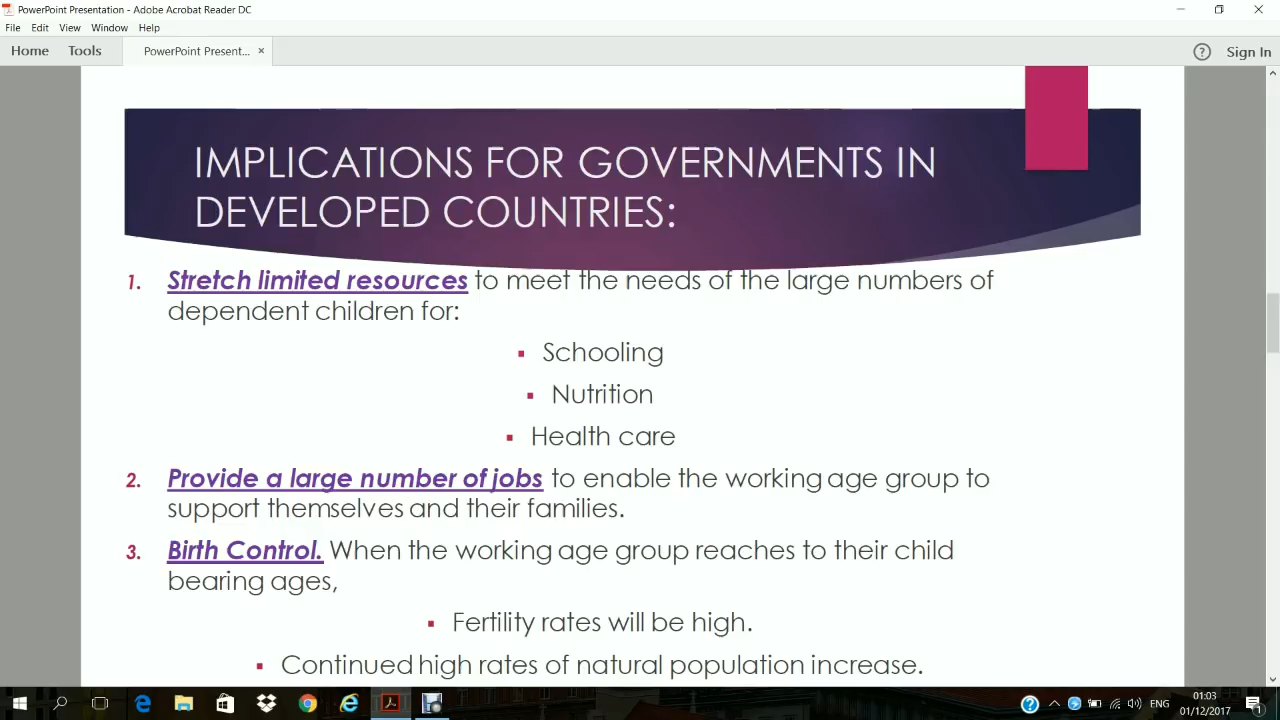 PowerPoint Presentation - Adobe Acrobat Reader DC
File Edit View Window Help
Home Tools PowerPoint Present... × ? Sign In
IMPLICATIONS FOR GOVERNMENTS IN
DEVELOPED COUNTRIES:
1. Stretch limited resources to meet the needs of the large numbers of
dependent children for:
▪ Schooling
▪ Nutrition
▪ Health care
2. Provide a large number of jobs to enable the working age group to
support themselves and their families.
3. Birth Control. When the working age group reaches to their child
bearing ages,
▪ Fertility rates will be high.
▪ Continued high rates of natural population increase.
ENG 01:03
01/12/2017 1